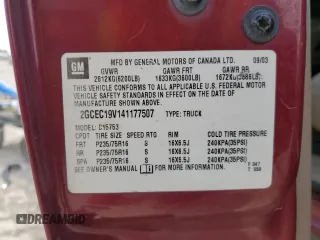 GM
MFD BY GENERAL MOTORS OF CANADA LTD. 09/03
GVWR GAWR FRT GAWR RR
2812KG(6200LB) 1633KG(3600LB) 1672KG(3686LB)
THIS VEHICLE CONFORMS TO ALL APPLICABLE U.S. FEDERAL MOTOR
VEHICLE SAFETY STANDARDS IN EFFECT ON THE DATE OF
MANUFACTURE SHOWN ABOVE.
2GCEC19V141177507 TYPE: TRUCK
MODEL: C15753
CPDT TIRE SIZE SPEED RTG RIM COLD TIRE PRESSURE
FRT P235/75R16 S 16X6.5J 240KPA(35PSI)
RR P235/75R16 S 16X6.5J 240KPA(35PSI)
SPA P235/75R16 S 16X6.5J 240KPA(35PSI)
SEE OWNER'S MANUAL FOR ADDITIONAL INFORMATION
DREAMBID.COM